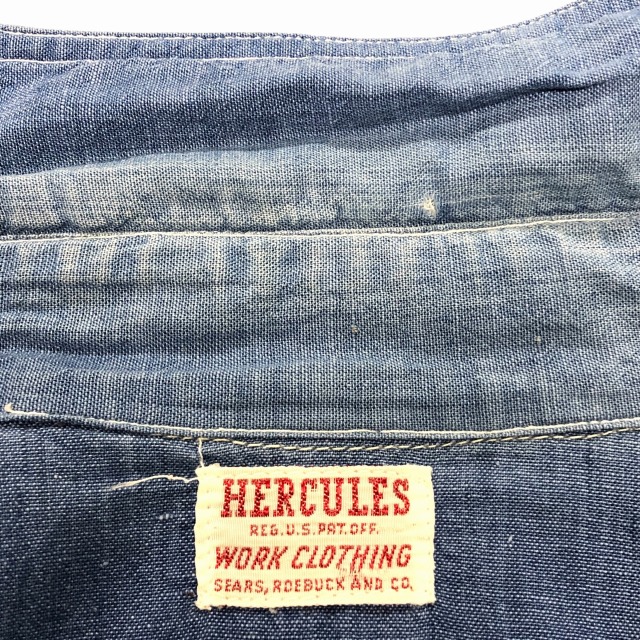 HERCULES
REG. U.S. PAT. OFF.
WORK CLOTHING
SEARS, ROEBUCK AND CO.